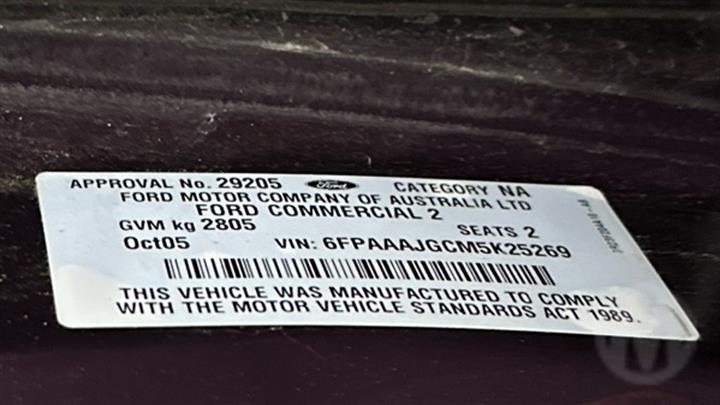 APPROVAL No. 29205 Ford CATEGORY NA
FORD MOTOR COMPANY OF AUSTRALIA LTD
FORD COMMERCIAL 2
GVM kg 2805 SEATS 2
Oct05 VIN: 6FPAAAJGCM5K25269
THIS VEHICLE WAS MANUFACTURED TO COMPLY
WITH THE MOTOR VEHICLE STANDARDS ACT 1989.